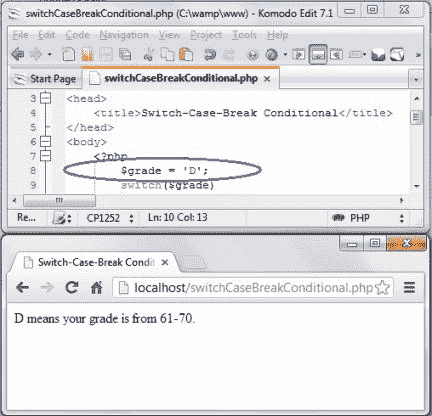 switchCaseBreakConditional.php (C:\wamp\www) - Komodo Edit 7.1
File Edit Code Navigation View Project Tools Help
Start Page switchCaseBreakConditional.php ×
3 <head>
4 <title>Switch-Case-Break Conditional</title>
5 </head>
6 <body>
7 <?php
8 $grade = 'D';
9 switch($grade)
Re... CP1252 Ln: 10 Col: 13 PHP
Switch-Case-Break Condit ×
localhost/switchCaseBreakConditional.php
D means your grade is from 61-70.